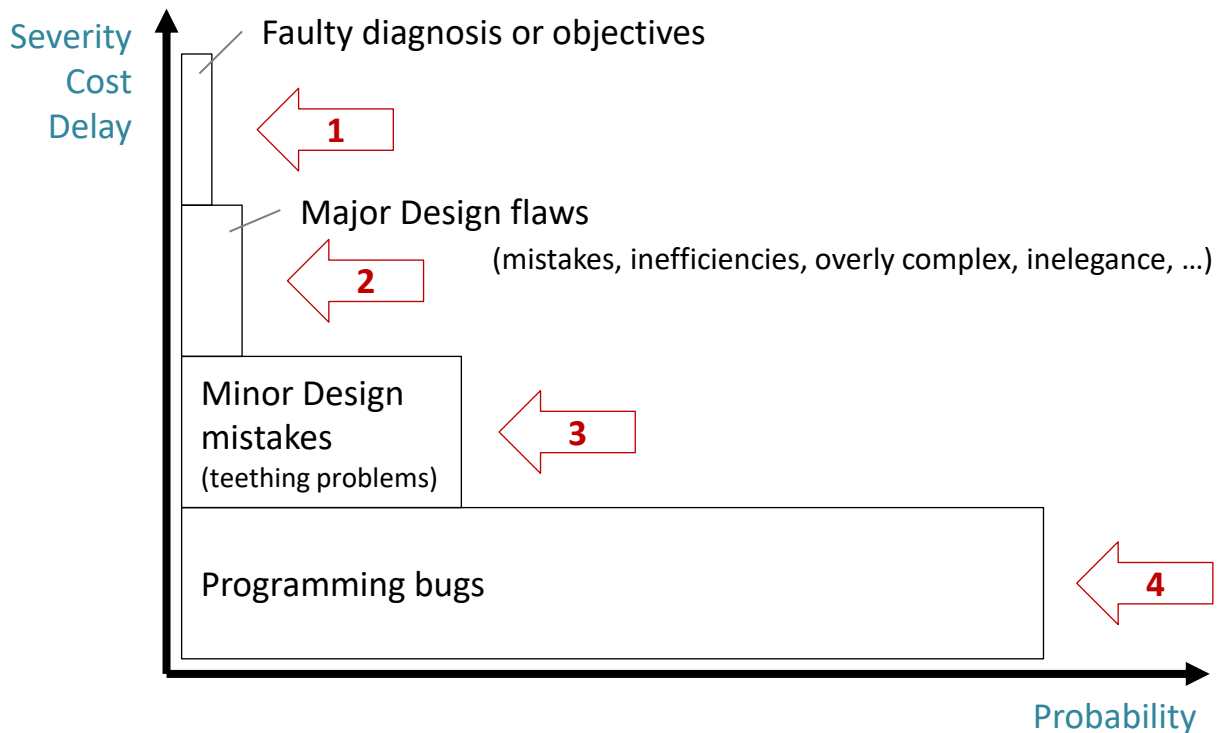 Severity
Cost
Delay
Faulty diagnosis or objectives
1
Major Design flaws
(mistakes, inefficiencies, overly complex, inelegance, …)
2
Minor Design
mistakes
(teething problems)
3
Programming bugs
4
Probability